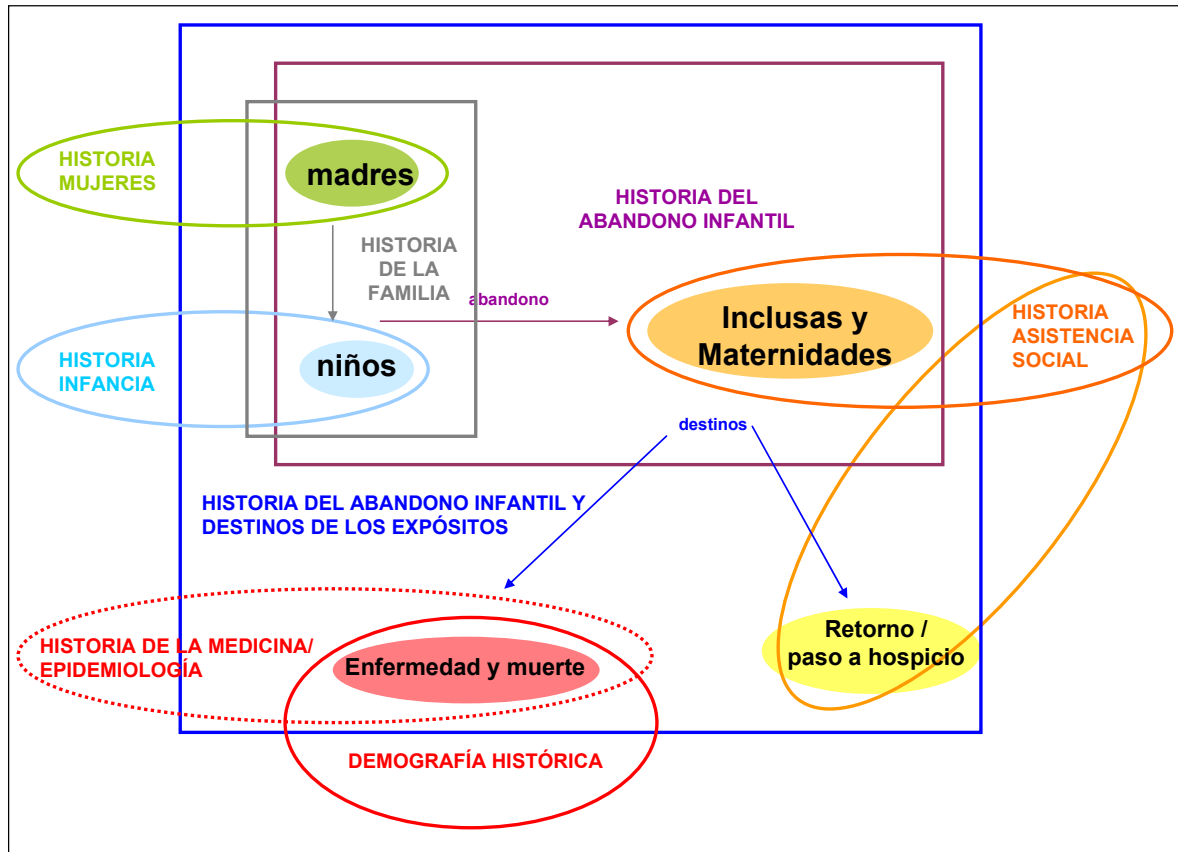 HISTORIA
MUJERES
madres
HISTORIA DEL
ABANDONO INFANTIL
HISTORIA
DE LA
FAMILIA
abandono
Inclusas y
Maternidades
HISTORIA
ASISTENCIA
SOCIAL
HISTORIA
INFANCIA
niños
destinos
HISTORIA DEL ABANDONO INFANTIL Y
DESTINOS DE LOS EXPÓSITOS
HISTORIA DE LA MEDICINA/
EPIDEMIOLOGÍA
Enfermedad y muerte
Retorno /
paso a hospicio
DEMOGRAFÍA HISTÓRICA